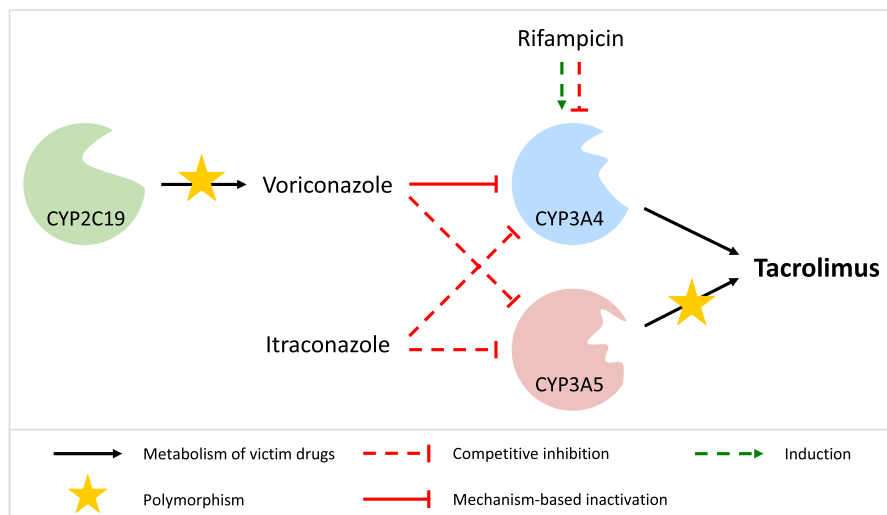 Rifampicin
CYP2C19
Voriconazole
CYP3A4
Tacrolimus
Itraconazole
CYP3A5
Metabolism of victim drugs
Competitive inhibition
Induction
Polymorphism
Mechanism-based inactivation